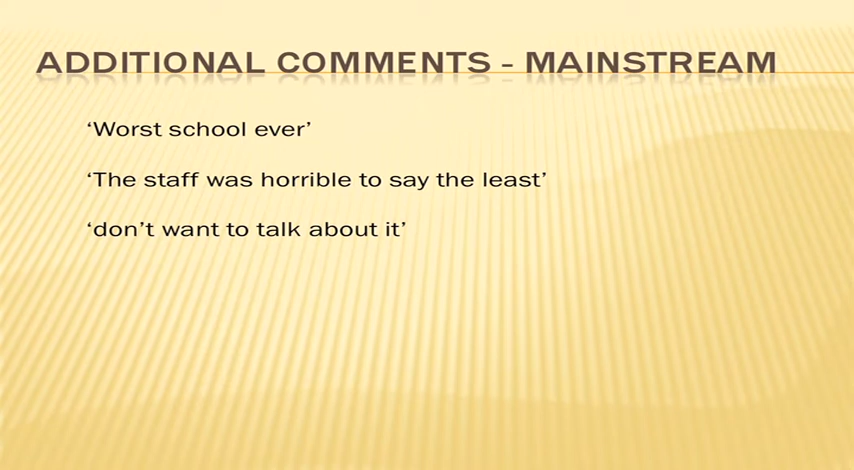 ADDITIONAL COMMENTS - MAINSTREAM
‘Worst school ever’
‘The staff was horrible to say the least’
‘don’t want to talk about it’